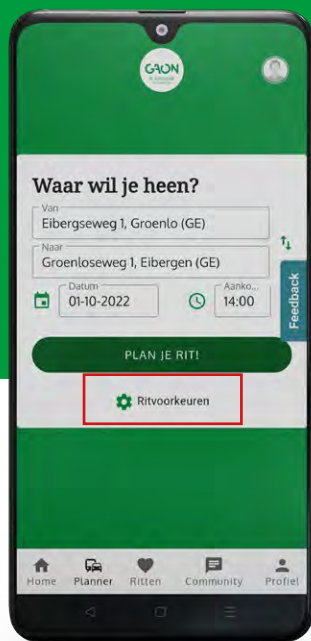 GAON
Waar wil je heen?
Van
Eibergseweg 1, Groenlo (GE)
Naar
Groenloseweg 1, Eibergen (GE)
Datum
01-10-2022
Aanko...
14:00
Feedback
PLAN JE RIT!
Ritvoorkeuren
Home Planner Ritten Community Profiel